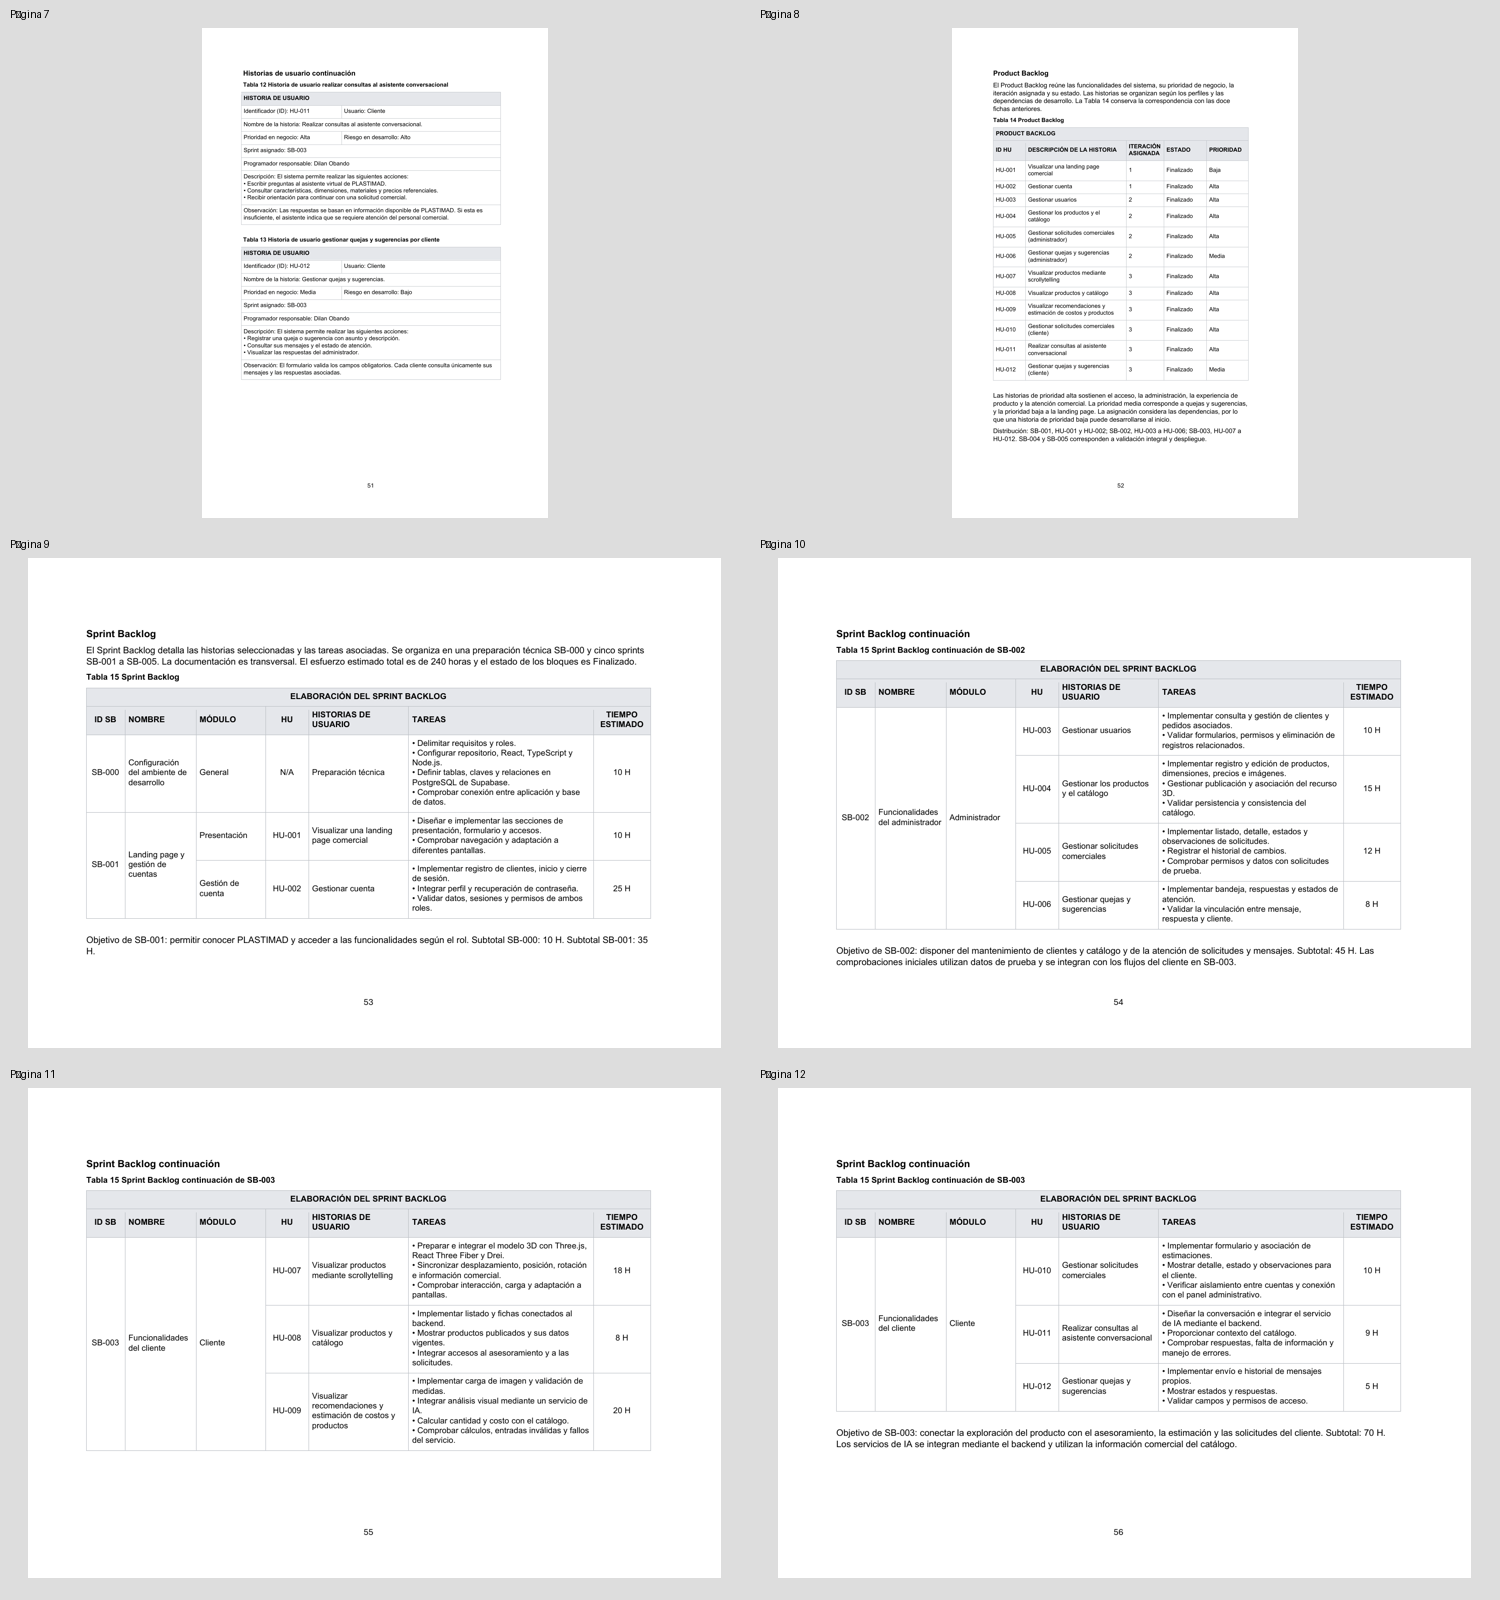 Página 7
Historias de usuario continuación
Tabla 12 Historia de usuario realizar consultas al asistente conversacional
HISTORIA DE USUARIO
Identificador (ID): HU-011 Usuario: Cliente
Nombre de la historia: Realizar consultas al asistente conversacional.
Prioridad en negocio: Alta Riesgo en desarrollo: Alto
Sprint asignado: SB-003
Programador responsable: Dilan Obando
Descripción: El sistema permite realizar las siguientes acciones:
• Escribir preguntas al asistente virtual de PLASTIMAD.
• Consultar características, dimensiones, materiales y precios referenciales.
• Recibir orientación para continuar con una solicitud comercial.
Observación: Las respuestas se basan en información disponible de PLASTIMAD. Si esta es
insuficiente, el asistente indica que se requiere atención del personal comercial.
Tabla 13 Historia de usuario gestionar quejas y sugerencias por cliente
HISTORIA DE USUARIO
Identificador (ID): HU-012 Usuario: Cliente
Nombre de la historia: Gestionar quejas y sugerencias.
Prioridad en negocio: Media Riesgo en desarrollo: Bajo
Sprint asignado: SB-003
Programador responsable: Dilan Obando
Descripción: El sistema permite realizar las siguientes acciones:
• Registrar una queja o sugerencia con asunto y descripción.
• Consultar sus mensajes y el estado de atención.
• Visualizar las respuestas del administrador.
Observación: El formulario valida los campos obligatorios. Cada cliente consulta únicamente sus
mensajes y las respuestas asociadas.
51
Página 8
Product Backlog
El Product Backlog reúne las funcionalidades del sistema, su prioridad de negocio, la
iteración asignada y su estado. Las historias se organizan según los perfiles y las
dependencias de desarrollo. La Tabla 14 conserva la correspondencia con las doce
fichas anteriores.
Tabla 14 Product Backlog
PRODUCT BACKLOG
ID HU DESCRIPCIÓN DE LA HISTORIA ITERACIÓN ASIGNADA ESTADO PRIORIDAD
HU-001 Visualizar una landing page comercial 1 Finalizado Baja
HU-002 Gestionar cuenta 1 Finalizado Alta
HU-003 Gestionar usuarios 2 Finalizado Alta
HU-004 Gestionar los productos y el catálogo 2 Finalizado Alta
HU-005 Gestionar solicitudes comerciales (administrador) 2 Finalizado Alta
HU-006 Gestionar quejas y sugerencias (administrador) 2 Finalizado Media
HU-007 Visualizar productos mediante scrollytelling 3 Finalizado Alta
HU-008 Visualizar productos y catálogo 3 Finalizado Alta
HU-009 Visualizar recomendaciones y estimación de costos y productos 3 Finalizado Alta
HU-010 Gestionar solicitudes comerciales (cliente) 3 Finalizado Alta
HU-011 Realizar consultas al asistente conversacional 3 Finalizado Alta
HU-012 Gestionar quejas y sugerencias (cliente) 3 Finalizado Media
Las historias de prioridad alta sostienen el acceso, la administración, la experiencia de
producto y la atención comercial. La prioridad media corresponde a quejas y sugerencias,
y la prioridad baja a la landing page. La asignación considera las dependencias, por lo
que una historia de prioridad baja puede desarrollarse al inicio.
Distribución: SB-001, HU-001 y HU-002; SB-002, HU-003 a HU-006; SB-003, HU-007 a
HU-012. SB-004 y SB-005 corresponden a validación integral y despliegue.
52
Página 9
Sprint Backlog
El Sprint Backlog detalla las historias seleccionadas y las tareas asociadas. Se organiza en una preparación técnica SB-000 y cinco sprints
SB-001 a SB-005. La documentación es transversal. El esfuerzo estimado total es de 240 horas y el estado de los bloques es Finalizado.
Tabla 15 Sprint Backlog
ELABORACIÓN DEL SPRINT BACKLOG
ID SB NOMBRE MÓDULO HU HISTORIAS DE USUARIO TAREAS TIEMPO ESTIMADO
SB-000 Configuración del ambiente de desarrollo General N/A Preparación técnica
• Delimitar requisitos y roles.
• Configurar repositorio, React, TypeScript y
Node.js.
• Definir tablas, claves y relaciones en
PostgreSQL de Supabase.
• Comprobar conexión entre aplicación y base
de datos.
10 H
SB-001 Landing page y gestión de cuentas
Presentación HU-001 Visualizar una landing page comercial
• Diseñar e implementar las secciones de
presentación, formulario y accesos.
• Comprobar navegación y adaptación a
diferentes pantallas.
10 H
Gestión de cuenta HU-002 Gestionar cuenta
• Implementar registro de clientes, inicio y cierre
de sesión.
• Integrar perfil y recuperación de contraseña.
• Validar datos, sesiones y permisos de ambos
roles.
25 H
Objetivo de SB-001: permitir conocer PLASTIMAD y acceder a las funcionalidades según el rol. Subtotal SB-000: 10 H. Subtotal SB-001: 35
H.
53
Página 10
Sprint Backlog continuación
Tabla 15 Sprint Backlog continuación de SB-002
ELABORACIÓN DEL SPRINT BACKLOG
ID SB NOMBRE MÓDULO HU HISTORIAS DE USUARIO TAREAS TIEMPO ESTIMADO
SB-002 Funcionalidades del administrador Administrador
HU-003 Gestionar usuarios
• Implementar consulta y gestión de clientes y
pedidos asociados.
• Validar formularios, permisos y eliminación de
registros relacionados.
10 H
HU-004 Gestionar los productos y el catálogo
• Implementar registro y edición de productos,
dimensiones, precios e imágenes.
• Gestionar publicación y asociación del recurso
3D.
• Validar persistencia y consistencia del
catálogo.
15 H
HU-005 Gestionar solicitudes comerciales
• Implementar listado, detalle, estados y
observaciones de solicitudes.
• Registrar el historial de cambios.
• Comprobar permisos y datos con solicitudes
de prueba.
12 H
HU-006 Gestionar quejas y sugerencias
• Implementar bandeja, respuestas y estados de
atención.
• Validar la vinculación entre mensaje,
respuesta y cliente.
8 H
Objetivo de SB-002: disponer del mantenimiento de clientes y catálogo y de la atención de solicitudes y mensajes. Subtotal: 45 H. Las
comprobaciones iniciales utilizan datos de prueba y se integran con los flujos del cliente en SB-003.
54
Página 11
Sprint Backlog continuación
Tabla 15 Sprint Backlog continuación de SB-003
ELABORACIÓN DEL SPRINT BACKLOG
ID SB NOMBRE MÓDULO HU HISTORIAS DE USUARIO TAREAS TIEMPO ESTIMADO
SB-003 Funcionalidades del cliente Cliente
HU-007 Visualizar productos mediante scrollytelling
• Preparar e integrar el modelo 3D con Three.js,
React Three Fiber y Drei.
• Sincronizar desplazamiento, posición, rotación
e información comercial.
• Comprobar interacción, carga y adaptación a
pantallas.
18 H
HU-008 Visualizar productos y catálogo
• Implementar listado y fichas conectados al
backend.
• Mostrar productos publicados y sus datos
vigentes.
• Integrar accesos al asesoramiento y a las
solicitudes.
8 H
HU-009 Visualizar recomendaciones y estimación de costos y productos
• Implementar carga de imagen y validación de
medidas.
• Integrar análisis visual mediante un servicio de
IA.
• Calcular cantidad y costo con el catálogo.
• Comprobar cálculos, entradas inválidas y fallos
del servicio.
20 H
55
Página 12
Sprint Backlog continuación
Tabla 15 Sprint Backlog continuación de SB-003
ELABORACIÓN DEL SPRINT BACKLOG
ID SB NOMBRE MÓDULO HU HISTORIAS DE USUARIO TAREAS TIEMPO ESTIMADO
SB-003 Funcionalidades del cliente Cliente
HU-010 Gestionar solicitudes comerciales
• Implementar formulario y asociación de
estimaciones.
• Mostrar detalle, estado y observaciones para
el cliente.
• Verificar aislamiento entre cuentas y conexión
con el panel administrativo.
10 H
HU-011 Realizar consultas al asistente conversacional
• Diseñar la conversación e integrar el servicio
de IA mediante el backend.
• Proporcionar contexto del catálogo.
• Comprobar respuestas, falta de información y
manejo de errores.
9 H
HU-012 Gestionar quejas y sugerencias
• Implementar envío e historial de mensajes
propios.
• Mostrar estados y respuestas.
• Validar campos y permisos de acceso.
5 H
Objetivo de SB-003: conectar la exploración del producto con el asesoramiento, la estimación y las solicitudes del cliente. Subtotal: 70 H.
Los servicios de IA se integran mediante el backend y utilizan la información comercial del catálogo.
56